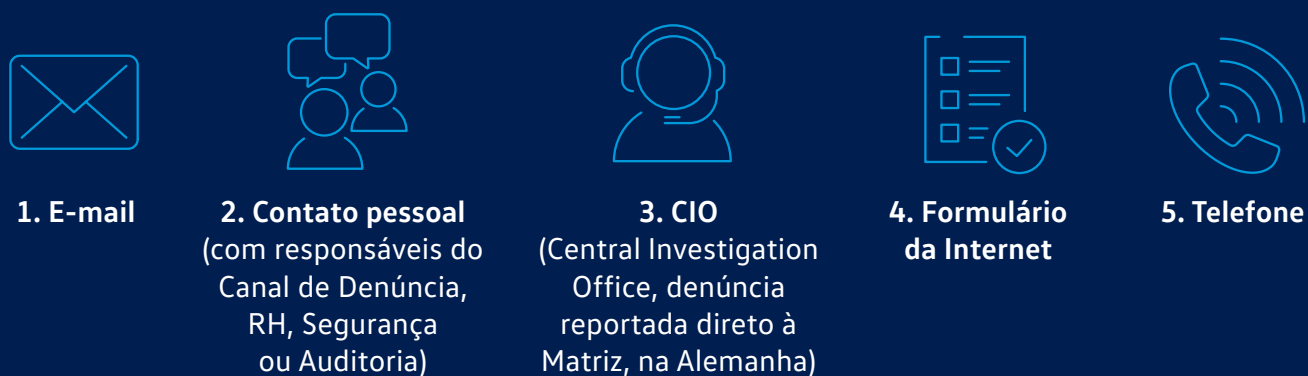 1. E-mail
2. Contato pessoal
(com responsáveis do
Canal de Denúncia,
RH, Segurança
ou Auditoria)
3. CIO
(Central Investigation
Office, denúncia
reportada direto à
Matriz, na Alemanha)
4. Formulário
da Internet
5. Telefone